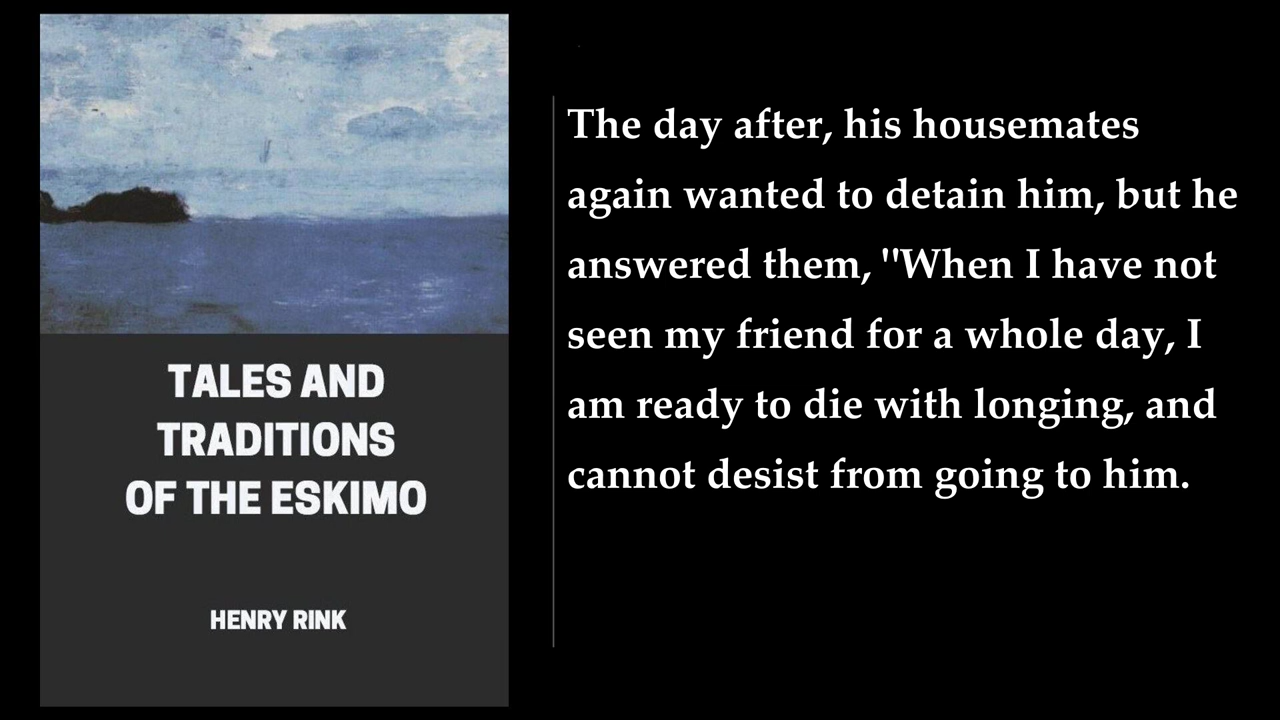 TALES AND
TRADITIONS
OF THE ESKIMO
HENRY RINK
The day after, his housemates
again wanted to detain him, but he
answered them, "When I have not
seen my friend for a whole day, I
am ready to die with longing, and
cannot desist from going to him.